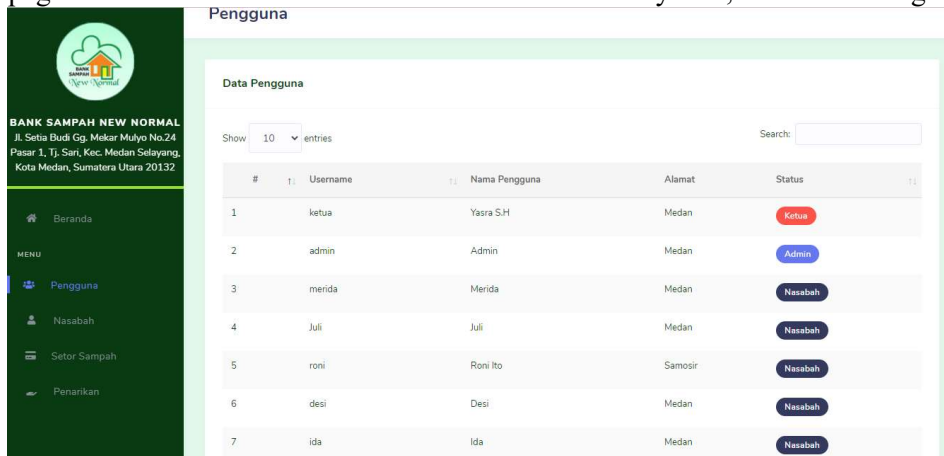 Pengguna
BANK
SAMPAH
New Normal
BANK SAMPAH NEW NORMAL
Jl. Setia Budi Gg. Mekar Mulyo No.24
Pasar 1, Tj. Sari, Kec. Medan Selayang,
Kota Medan, Sumatera Utara 20132
Beranda
MENU
Pengguna
Nasabah
Setor Sampah
Penarikan
Data Pengguna
Show 10 entries
Search:
# Username Nama Pengguna Alamat Status
1 ketua Yasra S.H Medan Ketua
2 admin Admin Medan Admin
3 merida Merida Medan Nasabah
4 Juli Juli Medan Nasabah
5 roni Roni Ito Samosir Nasabah
6 desi Desi Medan Nasabah
7 ida Ida Medan Nasabah